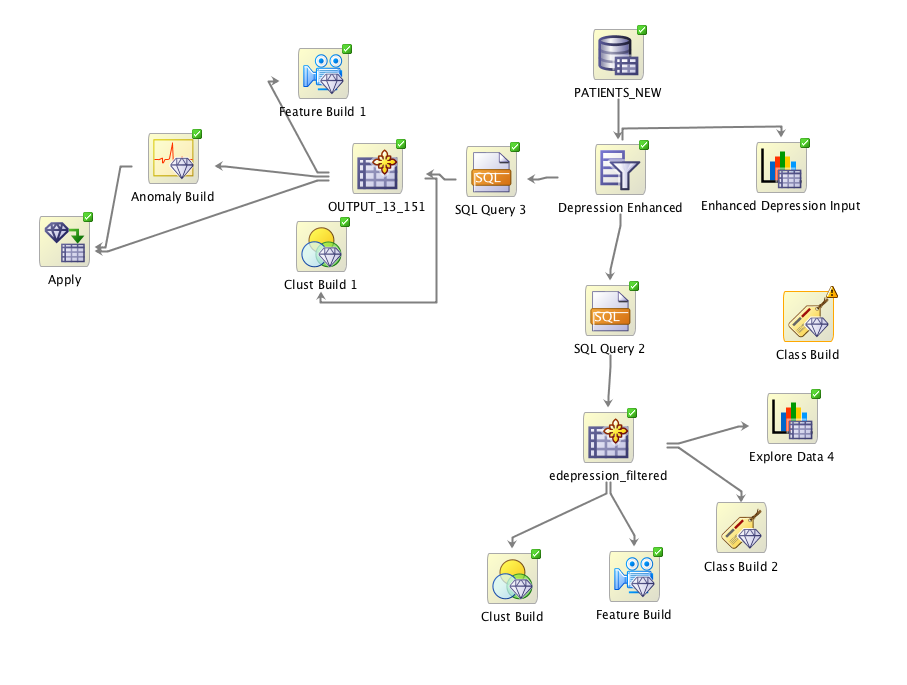 PATIENTS_NEW
Feature Build 1
Anomaly Build
OUTPUT_13_151
SQL
SQL Query 3
Depression Enhanced
Enhanced Depression Input
Apply
Clust Build 1
SQL
SQL Query 2
Class Build
Explore Data 4
edepression_filtered
Class Build 2
Clust Build
Feature Build